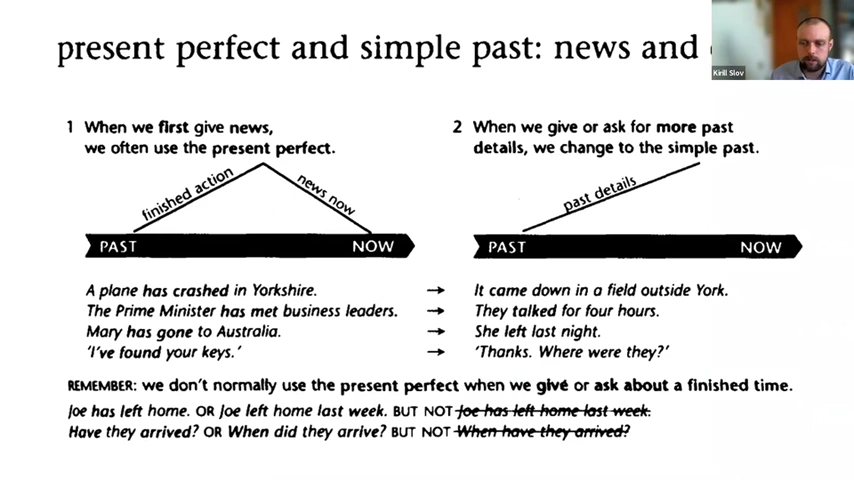 present perfect and simple past: news and
Kirill Slov
1 When we first give news,
we often use the present perfect.
finished action
news now
PAST NOW
2 When we give or ask for more past
details, we change to the simple past.
past details
PAST NOW
A plane has crashed in Yorkshire. → It came down in a field outside York.
The Prime Minister has met business leaders. → They talked for four hours.
Mary has gone to Australia. → She left last night.
‘I’ve found your keys.’ → ‘Thanks. Where were they?’
REMEMBER: we don’t normally use the present perfect when we give or ask about a finished time.
Joe has left home. OR Joe left home last week. BUT NOT Joe has left home last week.
Have they arrived? OR When did they arrive? BUT NOT When have they arrived?